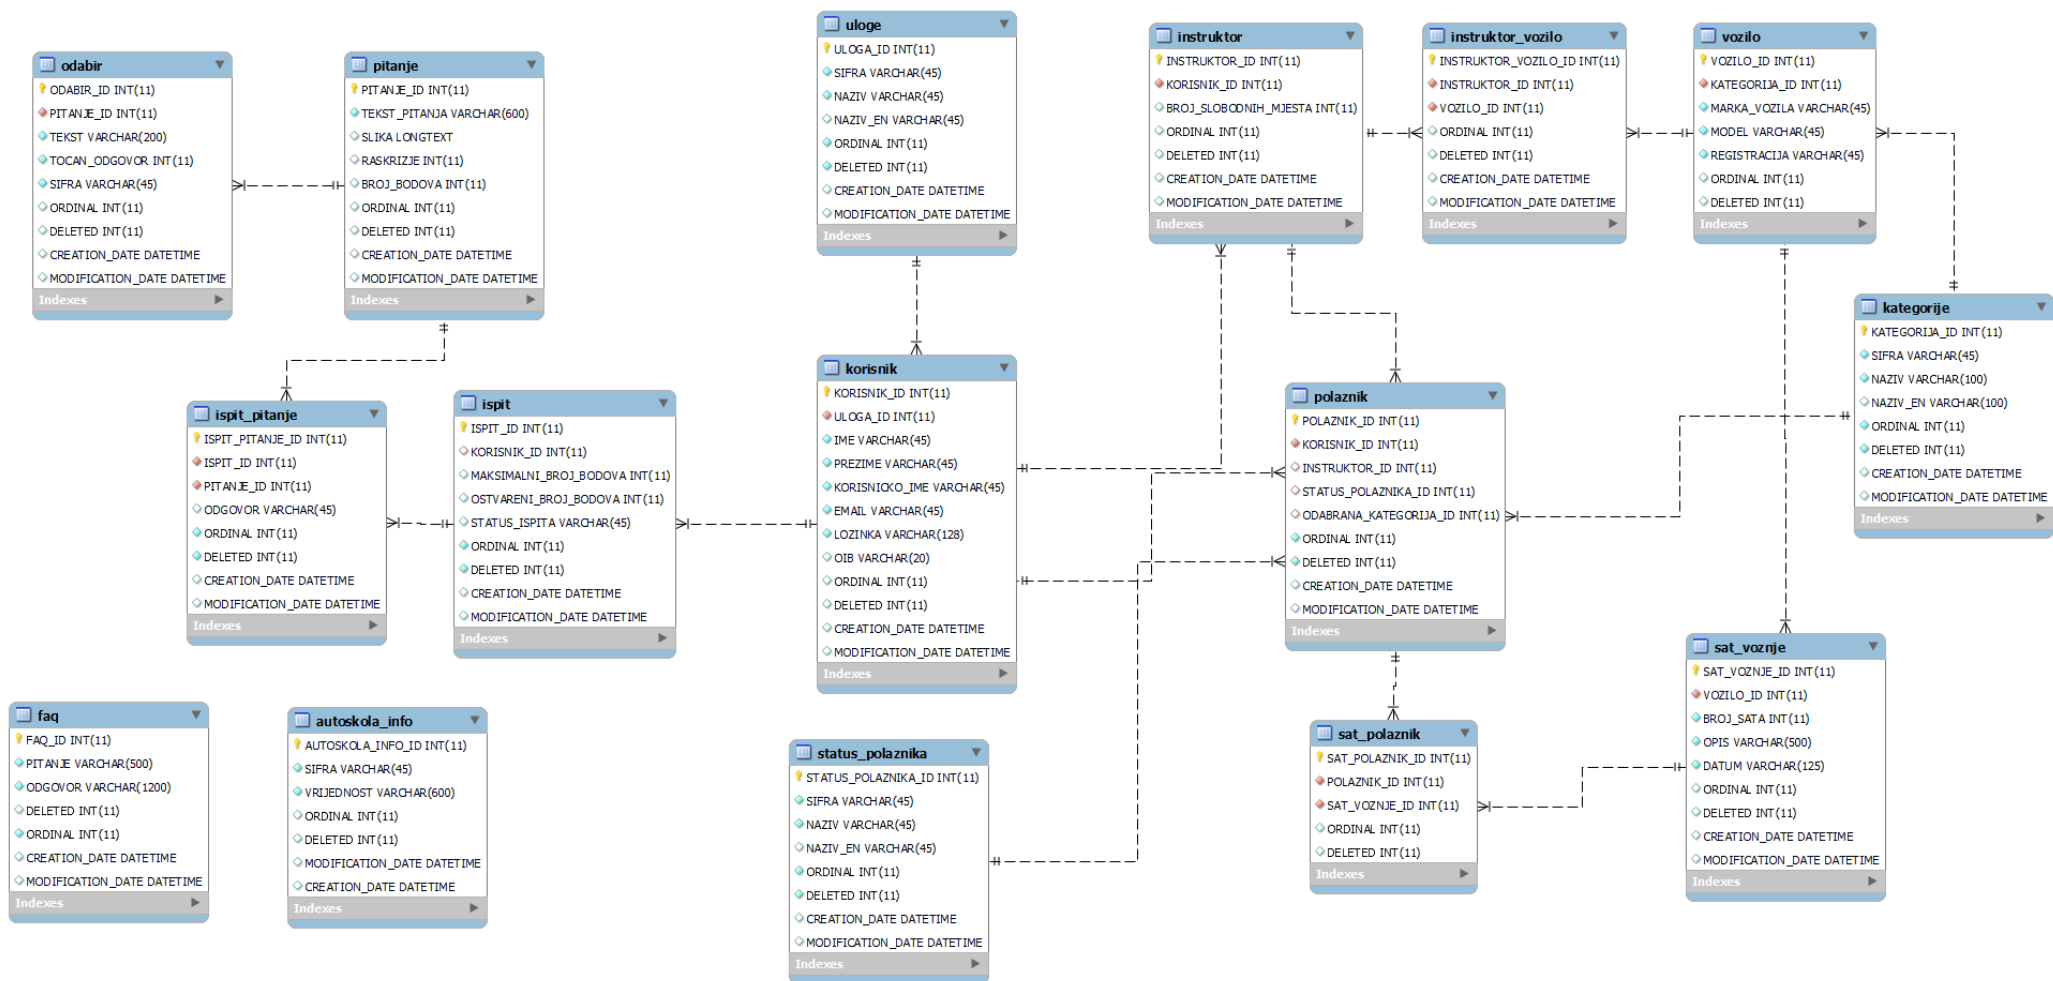 odabir
ODABIR_ID INT(11)
PITANJE_ID INT(11)
TEKST VARCHAR(200)
TOCAN_ODGOVOR INT(11)
SIFRA VARCHAR(45)
ORDINAL INT(11)
DELETED INT(11)
CREATION_DATE DATETIME
MODIFICATION_DATE DATETIME
Indexes
pitanje
PITANJE_ID INT(11)
TEKST_PITANJA VARCHAR(600)
SLIKA LONGTEXT
RASKRIZJE INT(11)
BROJ_BODOVA INT(11)
ORDINAL INT(11)
DELETED INT(11)
CREATION_DATE DATETIME
MODIFICATION_DATE DATETIME
Indexes
uloge
ULOGA_ID INT(11)
SIFRA VARCHAR(45)
NAZIV VARCHAR(45)
NAZIV_EN VARCHAR(45)
ORDINAL INT(11)
DELETED INT(11)
CREATION_DATE DATETIME
MODIFICATION_DATE DATETIME
Indexes
instruktor
INSTRUKTOR_ID INT(11)
KORISNIK_ID INT(11)
BROJ_SLOBODNIH_MJESTA INT(11)
ORDINAL INT(11)
DELETED INT(11)
CREATION_DATE DATETIME
MODIFICATION_DATE DATETIME
Indexes
instruktor_vozilo
INSTRUKTOR_VOZILO_ID INT(11)
INSTRUKTOR_ID INT(11)
VOZILO_ID INT(11)
ORDINAL INT(11)
DELETED INT(11)
CREATION_DATE DATETIME
MODIFICATION_DATE DATETIME
Indexes
vozilo
VOZILO_ID INT(11)
KATEGORIJA_ID INT(11)
MARKA_VOZILA VARCHAR(45)
MODEL VARCHAR(45)
REGISTRACIJA VARCHAR(45)
ORDINAL INT(11)
DELETED INT(11)
Indexes
kategorije
KATEGORIJA_ID INT(11)
SIFRA VARCHAR(45)
NAZIV VARCHAR(100)
NAZIV_EN VARCHAR(100)
ORDINAL INT(11)
DELETED INT(11)
CREATION_DATE DATETIME
MODIFICATION_DATE DATETIME
Indexes
ispit_pitanje
ISPIT_PITANJE_ID INT(11)
ISPIT_ID INT(11)
PITANJE_ID INT(11)
ODGOVOR VARCHAR(45)
ORDINAL INT(11)
DELETED INT(11)
CREATION_DATE DATETIME
MODIFICATION_DATE DATETIME
Indexes
ispit
ISPIT_ID INT(11)
KORISNIK_ID INT(11)
MAKSIMALNI_BROJ_BODOVA INT(11)
OSTVARENI_BROJ_BODOVA INT(11)
STATUS_ISPITA VARCHAR(45)
ORDINAL INT(11)
DELETED INT(11)
CREATION_DATE DATETIME
MODIFICATION_DATE DATETIME
Indexes
korisnik
KORISNIK_ID INT(11)
ULOGA_ID INT(11)
IME VARCHAR(45)
PREZIME VARCHAR(45)
KORISNICKO_IME VARCHAR(45)
EMAIL VARCHAR(45)
LOZINKA VARCHAR(128)
OIB VARCHAR(20)
ORDINAL INT(11)
DELETED INT(11)
CREATION_DATE DATETIME
MODIFICATION_DATE DATETIME
Indexes
polaznik
POLAZNIK_ID INT(11)
KORISNIK_ID INT(11)
INSTRUKTOR_ID INT(11)
STATUS_POLAZNIKA_ID INT(11)
ODABRANA_KATEGORIJA_ID INT(11)
ORDINAL INT(11)
DELETED INT(11)
CREATION_DATE DATETIME
MODIFICATION_DATE DATETIME
Indexes
faq
FAQ_ID INT(11)
PITANJE VARCHAR(500)
ODGOVOR VARCHAR(1200)
DELETED INT(11)
ORDINAL INT(11)
CREATION_DATE DATETIME
MODIFICATION_DATE DATETIME
Indexes
autoskola_info
AUTOSKOLA_INFO_ID INT(11)
SIFRA VARCHAR(45)
VRIJEDNOST VARCHAR(600)
ORDINAL INT(11)
DELETED INT(11)
MODIFICATION_DATE DATETIME
CREATION_DATE DATETIME
Indexes
status_polaznika
STATUS_POLAZNIKA_ID INT(11)
SIFRA VARCHAR(45)
NAZIV VARCHAR(45)
NAZIV_EN VARCHAR(45)
ORDINAL INT(11)
DELETED INT(11)
CREATION_DATE DATETIME
MODIFICATION_DATE DATETIME
Indexes
sat_polaznik
SAT_POLAZNIK_ID INT(11)
POLAZNIK_ID INT(11)
SAT_VOZNJE_ID INT(11)
ORDINAL INT(11)
DELETED INT(11)
Indexes
sat_voznje
SAT_VOZNJE_ID INT(11)
VOZILO_ID INT(11)
BROJ_SATA INT(11)
OPIS VARCHAR(500)
DATUM VARCHAR(125)
ORDINAL INT(11)
DELETED INT(11)
CREATION_DATE DATETIME
MODIFICATION_DATE DATETIME
Indexes